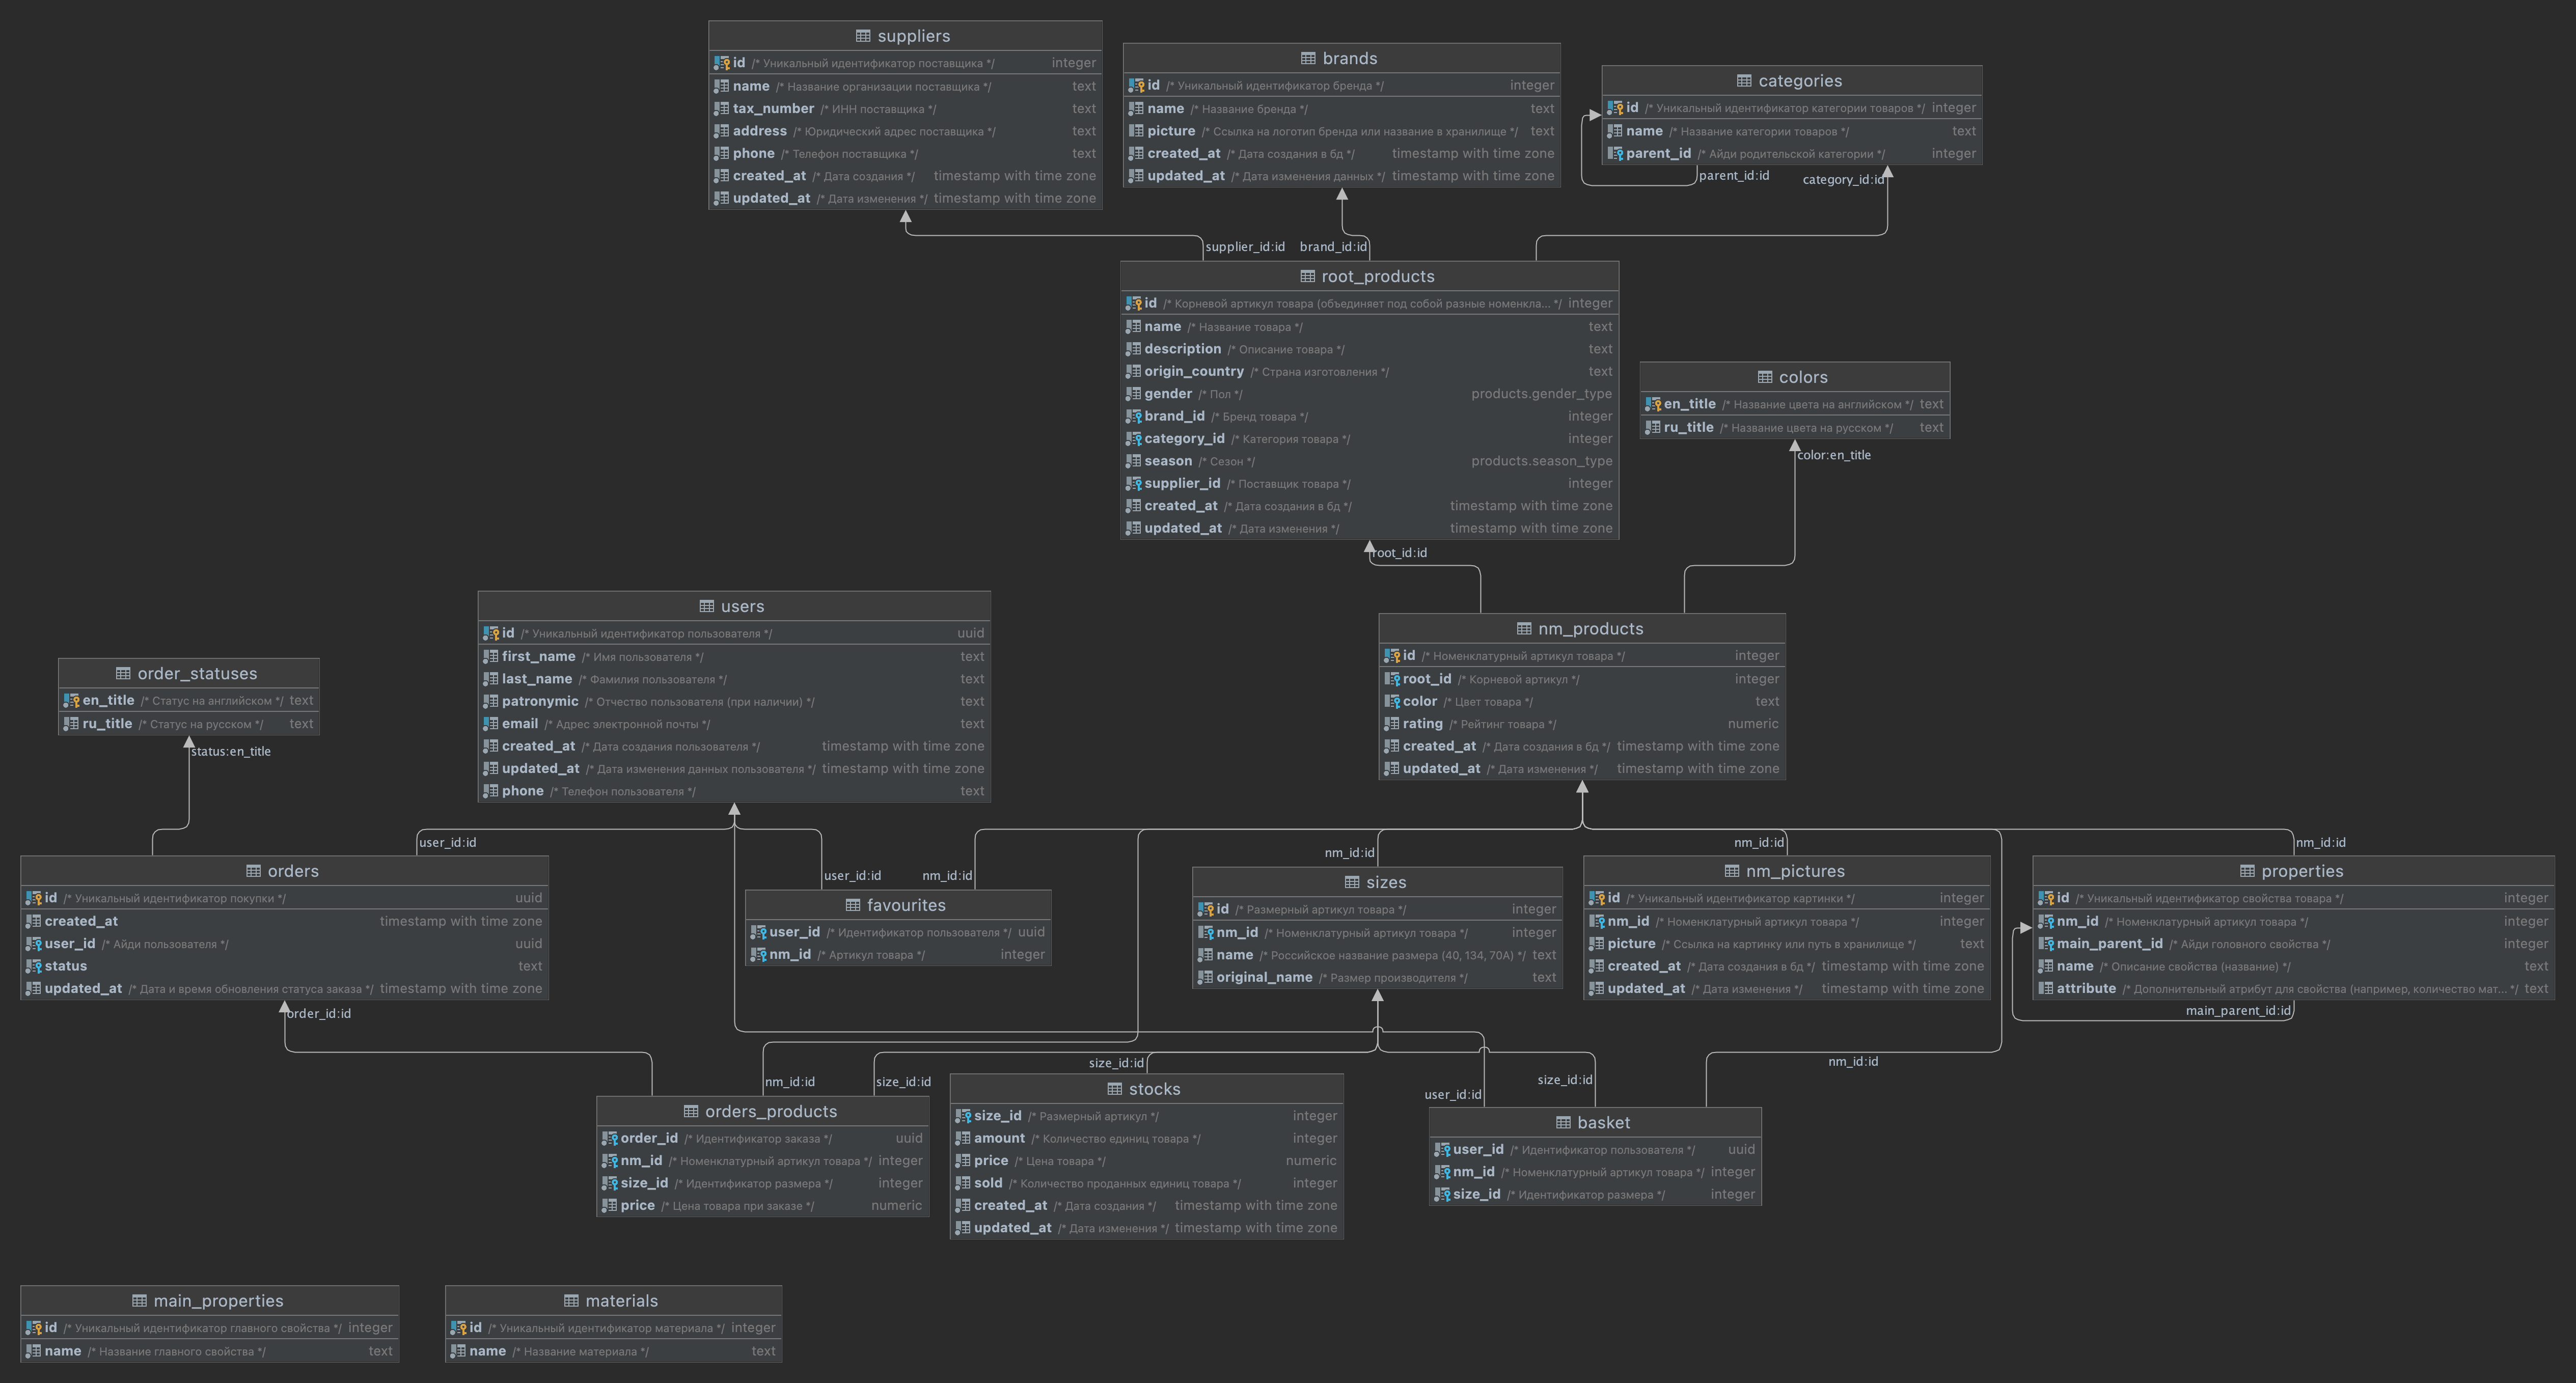 suppliers
id /* Уникальный идентификатор поставщика */ integer
name /* Название организации поставщика */ text
tax_number /* ИНН поставщика */ text
address /* Юридический адрес поставщика */ text
phone /* Телефон поставщика */ text
created_at /* Дата создания */ timestamp with time zone
updated_at /* Дата изменения */ timestamp with time zone
brands
id /* Уникальный идентификатор бренда */ integer
name /* Название бренда */ text
picture /* Ссылка на логотип бренда или название в хранилище */ text
created_at /* Дата создания в бд */ timestamp with time zone
updated_at /* Дата изменения данных */ timestamp with time zone
categories
id /* Уникальный идентификатор категории товаров */ integer
name /* Название категории товаров */ text
parent_id /* Айди родительской категории */ integer
parent_id:id
category_id:id
supplier_id:id
brand_id:id
root_products
id /* Корневой артикул товара (объединяет под собой разные номенкла... */ integer
name /* Название товара */ text
description /* Описание товара */ text
origin_country /* Страна изготовления */ text
gender /* Пол */ products.gender_type
brand_id /* Бренд товара */ integer
category_id /* Категория товара */ integer
season /* Сезон */ products.season_type
supplier_id /* Поставщик товара */ integer
created_at /* Дата создания в бд */ timestamp with time zone
updated_at /* Дата изменения */ timestamp with time zone
colors
en_title /* Название цвета на английском */ text
ru_title /* Название цвета на русском */ text
color:en_title
root_id:id
users
id /* Уникальный идентификатор пользователя */ uuid
first_name /* Имя пользователя */ text
last_name /* Фамилия пользователя */ text
patronymic /* Отчество пользователя (при наличии) */ text
email /* Адрес электронной почты */ text
created_at /* Дата создания пользователя */ timestamp with time zone
updated_at /* Дата изменения данных пользователя */ timestamp with time zone
phone /* Телефон пользователя */ text
nm_products
id /* Номенклатурный артикул товара */ integer
root_id /* Корневой артикул */ integer
color /* Цвет товара */ text
rating /* Рейтинг товара */ numeric
created_at /* Дата создания в бд */ timestamp with time zone
updated_at /* Дата изменения */ timestamp with time zone
order_statuses
en_title /* Статус на английском */ text
ru_title /* Статус на русском */ text
status:en_title
user_id:id
user_id:id
nm_id:id
nm_id:id
nm_id:id
nm_id:id
orders
id /* Уникальный идентификатор покупки */ uuid
created_at timestamp with time zone
user_id /* Айди пользователя */ uuid
status text
updated_at /* Дата и время обновления статуса заказа */ timestamp with time zone
favourites
user_id /* Идентификатор пользователя */ uuid
nm_id /* Артикул товара */ integer
sizes
id /* Размерный артикул товара */ integer
nm_id /* Номенклатурный артикул товара */ integer
name /* Российское название размера (40, 134, 70A) */ text
original_name /* Размер производителя */ text
nm_pictures
id /* Уникальный идентификатор картинки */ integer
nm_id /* Номенклатурный артикул товара */ integer
picture /* Ссылка на картинку или путь в хранилище */ text
created_at /* Дата создания в бд */ timestamp with time zone
updated_at /* Дата изменения */ timestamp with time zone
properties
id /* Уникальный идентификатор свойства товара */ integer
nm_id /* Номенклатурный артикул товара */ integer
main_parent_id /* Айди головного свойства */ integer
name /* Описание свойства (название) */ text
attribute /* Дополнительный атрибут для свойства (например, количество мат... */ text
main_parent_id:id
order_id:id
nm_id:id
size_id:id
size_id:id
user_id:id
size_id:id
nm_id:id
orders_products
order_id /* Идентификатор заказа */ uuid
nm_id /* Номенклатурный артикул товара */ integer
size_id /* Идентификатор размера */ integer
price /* Цена товара при заказе */ numeric
stocks
size_id /* Размерный артикул */ integer
amount /* Количество единиц товара */ integer
price /* Цена товара */ numeric
sold /* Количество проданных единиц товара */ integer
created_at /* Дата создания */ timestamp with time zone
updated_at /* Дата изменения */ timestamp with time zone
basket
user_id /* Идентификатор пользователя */ uuid
nm_id /* Номенклатурный артикул товара */ integer
size_id /* Идентификатор размера */ integer
main_properties
id /* Уникальный идентификатор главного свойства */ integer
name /* Название главного свойства */ text
materials
id /* Уникальный идентификатор материала */ integer
name /* Название материала */ text